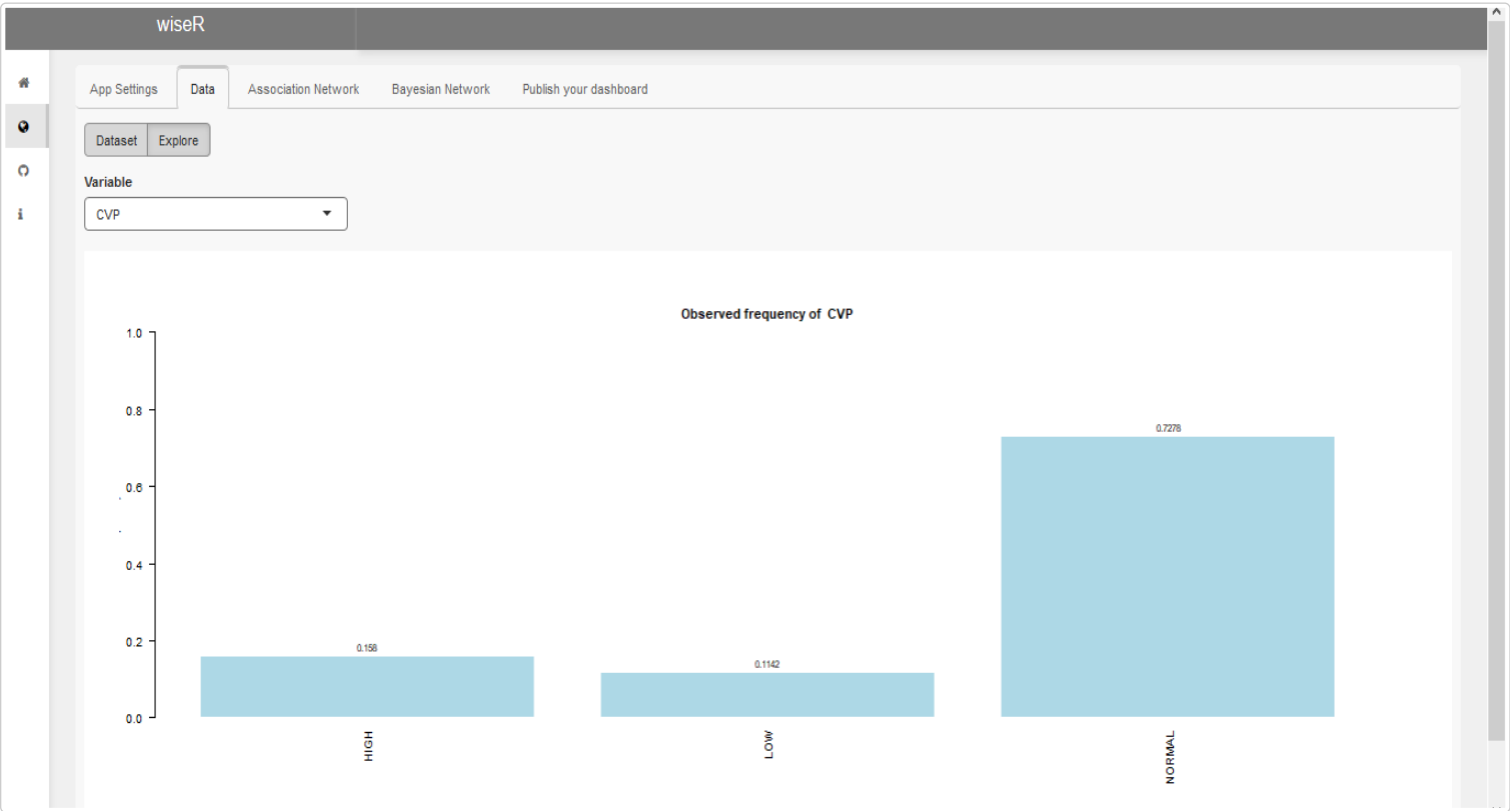 wiseR
App Settings Data Association Network Bayesian Network Publish your dashboard
Dataset Explore
Variable
CVP
Observed frequency of CVP
1.0
0.8
0.6
0.4
0.2
0.0
0.158
0.1142
0.7278
HIGH
LOW
NORMAL